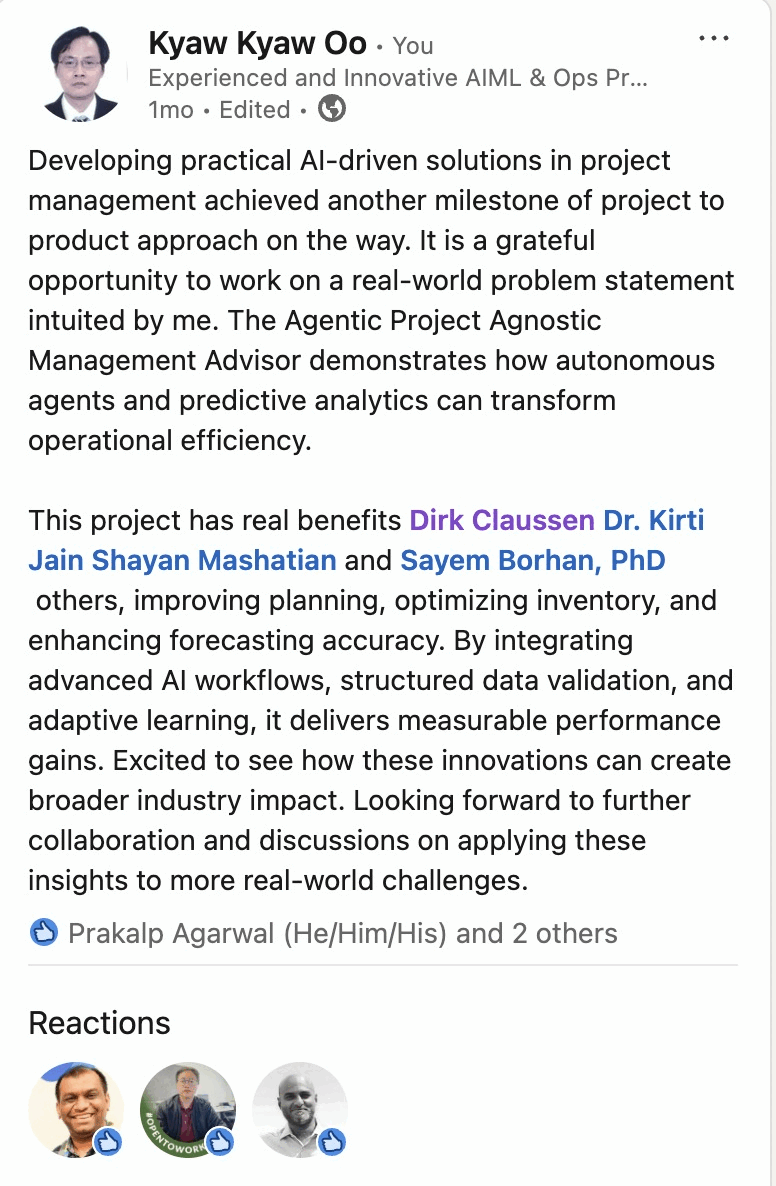 Kyaw Kyaw Oo • You
Experienced and Innovative AIML & Ops Pr...
1mo • Edited •
Developing practical AI-driven solutions in project
management achieved another milestone of project to
product approach on the way. It is a grateful
opportunity to work on a real-world problem statement
intuited by me. The Agentic Project Agnostic
Management Advisor demonstrates how autonomous
agents and predictive analytics can transform
operational efficiency.
This project has real benefits Dirk Claussen Dr. Kirti
Jain Shayan Mashatian and Sayem Borhan, PhD
others, improving planning, optimizing inventory, and
enhancing forecasting accuracy. By integrating
advanced AI workflows, structured data validation, and
adaptive learning, it delivers measurable performance
gains. Excited to see how these innovations can create
broader industry impact. Looking forward to further
collaboration and discussions on applying these
insights to more real-world challenges.
Prakalp Agarwal (He/Him/His) and 2 others
Reactions
#OPENTOWORK